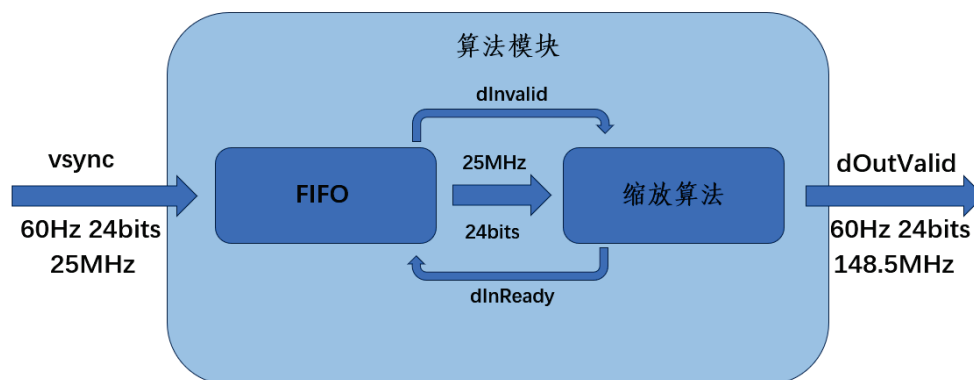 算法模块
dInvalid
vsync
60Hz 24bits
25MHz
FIFO
25MHz
24bits
缩放算法
dInReady
dOutValid
60Hz 24bits
148.5MHz